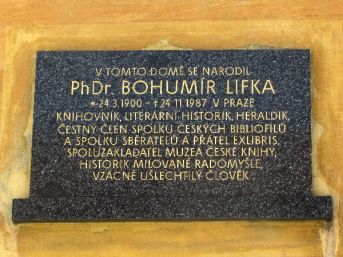 V TOMTO DOMĚ SE NARODIL
PhDr. BOHUMÍR LIFKA
*24.3.1900 – †24.11.1987 V PRAZE
KNIHOVNÍK, LITERÁRNÍ HISTORIK, HERALDIK,
ČESTNÝ ČLEN SPOLKU ČESKÝCH BIBLIOFILŮ
A SPOLKU SBĚRATELŮ A PŘÁTEL EXLIBRIS,
SPOLUZAKLADATEL MUZEA ČESKÉ KNIHY,
HISTORIK MILOVANÉ RADOMYŠLE,
VZÁCNĚ UŠLECHTILÝ ČLOVĚK